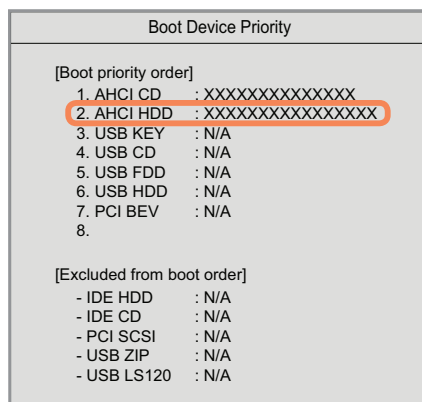 Boot Device Priority
[Boot priority order]
1. AHCI CD : XXXXXXXXXXXXXX
2. AHCI HDD : XXXXXXXXXXXXXXXX
3. USB KEY : N/A
4. USB CD : N/A
5. USB FDD : N/A
6. USB HDD : N/A
7. PCI BEV : N/A
8.
[Excluded from boot order]
- IDE HDD : N/A
- IDE CD : N/A
- PCI SCSI : N/A
- USB ZIP : N/A
- USB LS120 : N/A